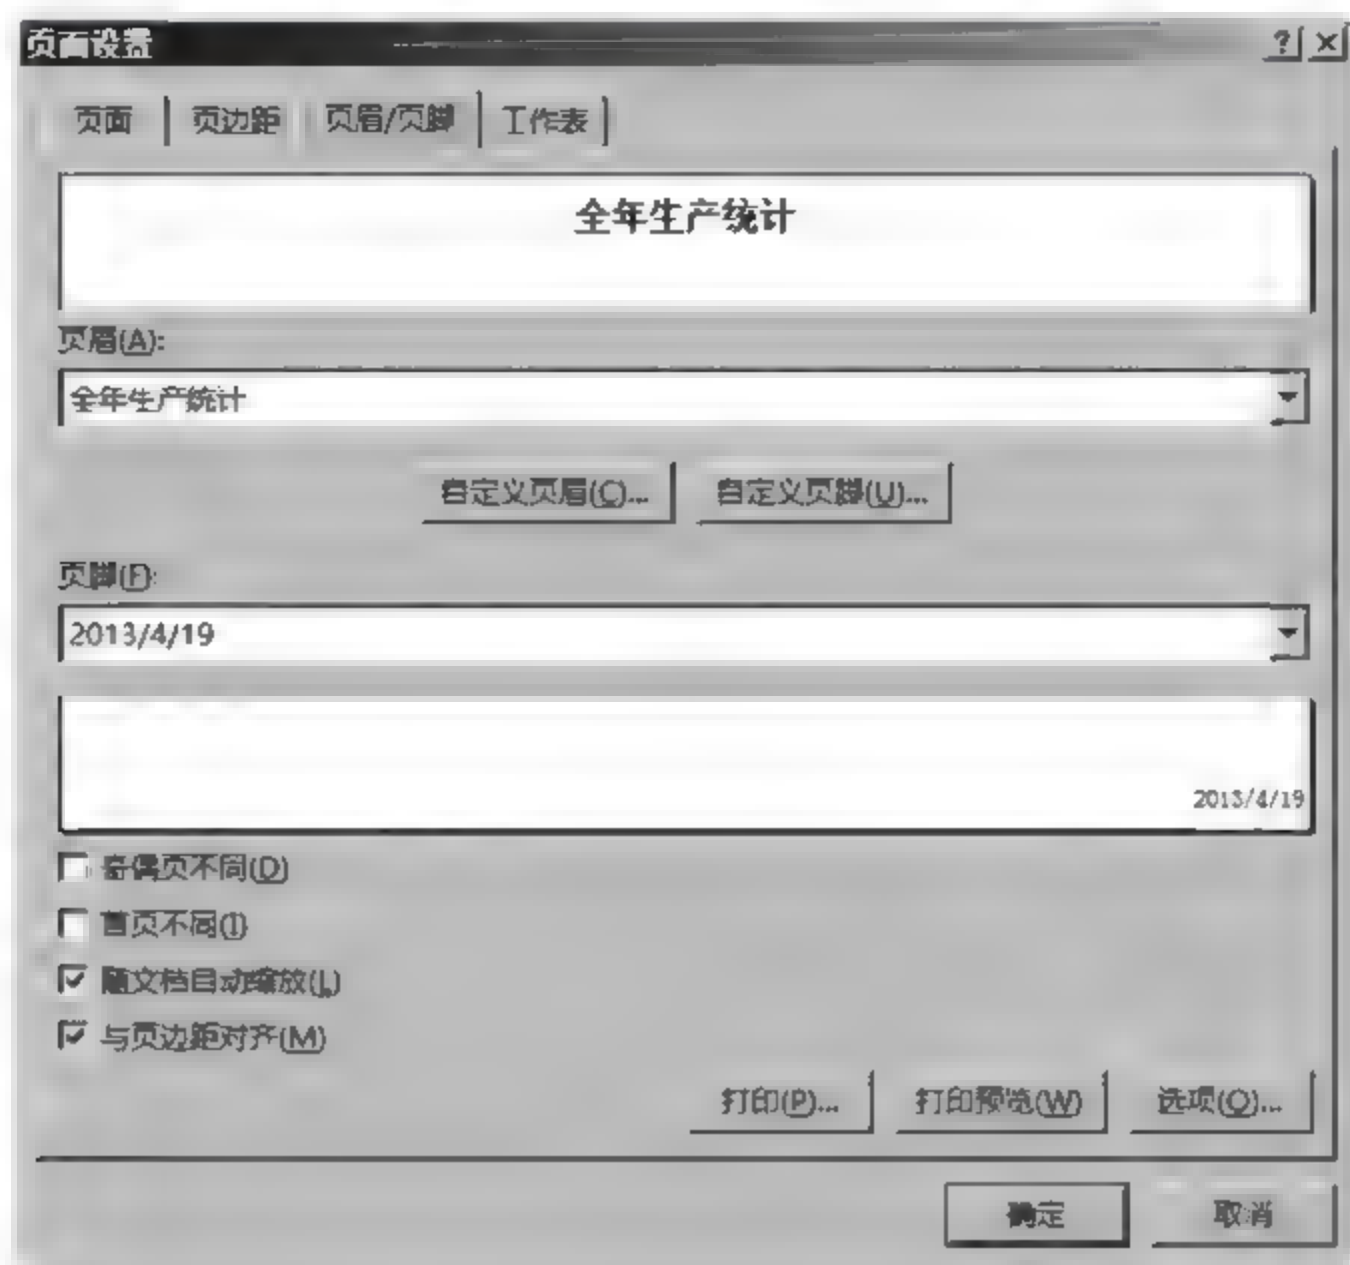 页面设置
页面 页边距 页眉/页脚 工作表
全年生产统计
页眉(A):
全年生产统计
自定义页眉(C)... 自定义页脚(U)...
页脚(F):
2013/4/19
2013/4/19
奇偶页不同(D)
首页不同(I)
随文档自动缩放(L)
与页边距对齐(M)
打印(P)... 打印预览(W) 选项(O)...
确定 取消